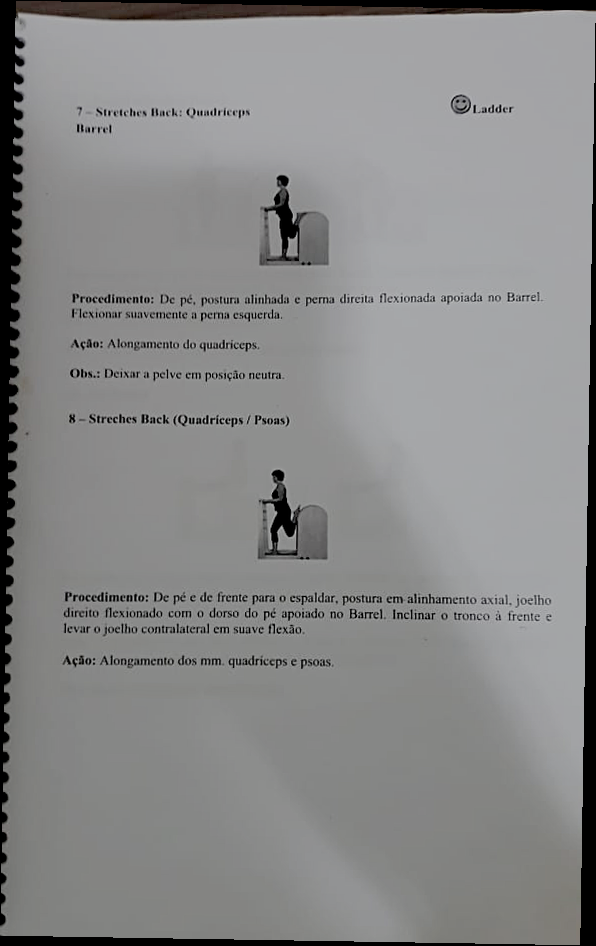 7 – Stretches Back: Quadríceps
Ladder
Barrel
Procedimento: De pé, postura alinhada e perna direita flexionada apoiada no Barrel.
Flexionar suavemente a perna esquerda.
Ação: Alongamento do quadríceps.
Obs.: Deixar a pelve em posição neutra.
8 – Streches Back (Quadríceps / Psoas)
Procedimento: De pé e de frente para o espaldar, postura em alinhamento axial, joelho
direito flexionado com o dorso do pé apoiado no Barrel. Inclinar o tronco à frente e
levar o joelho contralateral em suave flexão.
Ação: Alongamento dos mm. quadríceps e psoas.